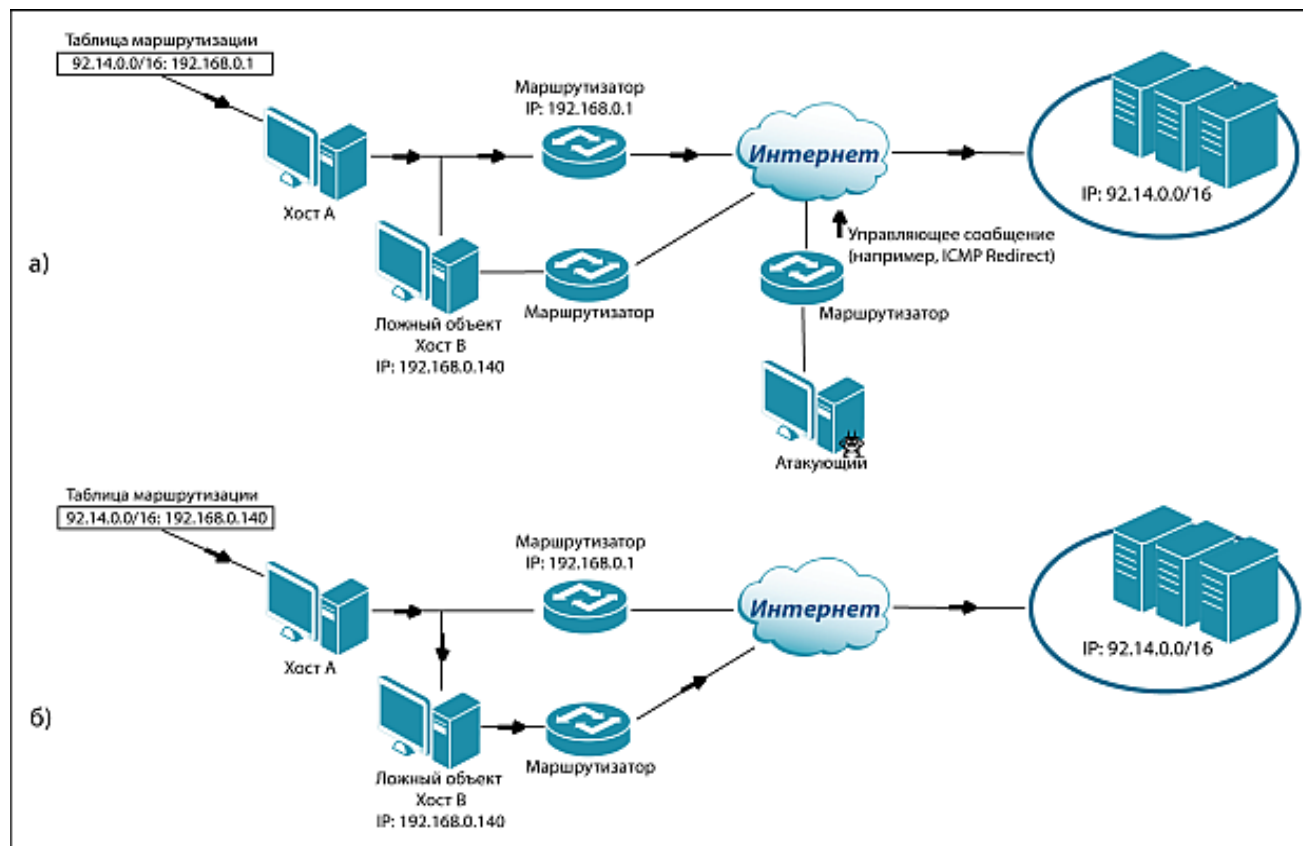 Таблица маршрутизации
92.14.0.0/16: 192.168.0.1
Маршрутизатор
IP: 192.168.0.1
Хост А
Интернет
IP: 92.14.0.0/16
а)
Управляющее сообщение
(например, ICMP Redirect)
Ложный объект
Хост В
IP: 192.168.0.140
Маршрутизатор
Маршрутизатор
Атакующий
Таблица маршрутизации
92.14.0.0/16: 192.168.0.140
Маршрутизатор
IP: 192.168.0.1
Хост А
Интернет
IP: 92.14.0.0/16
б)
Ложный объект
Хост В
IP: 192.168.0.140
Маршрутизатор